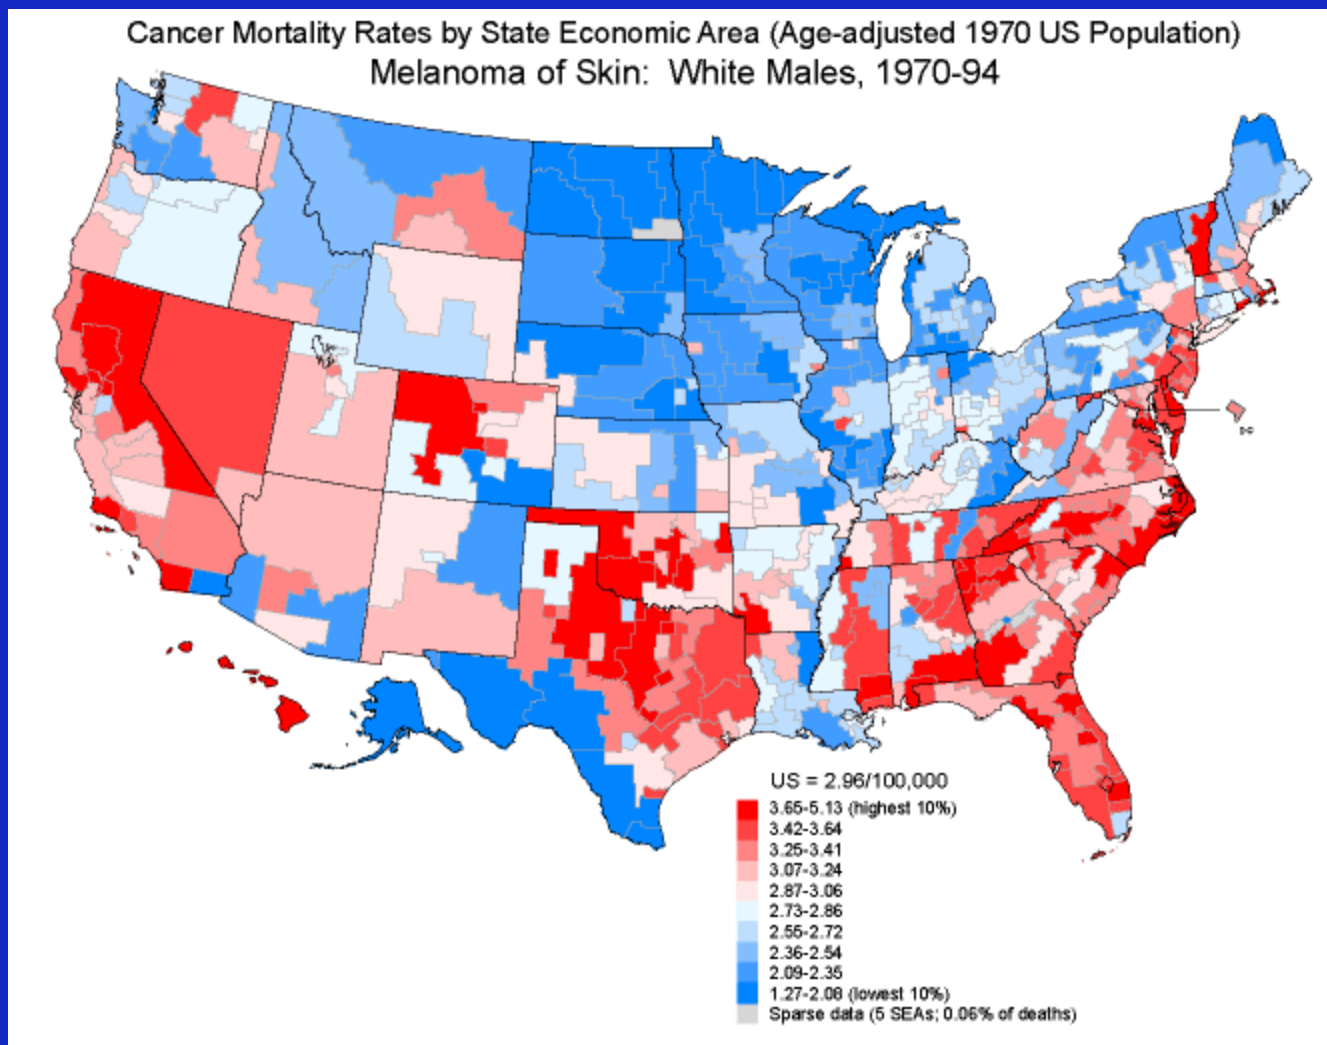 Cancer Mortality Rates by State Economic Area (Age-adjusted 1970 US Population)
Melanoma of Skin: White Males, 1970-94
US = 2.96/100,000
3.65-5.13 (highest 10%)
3.42-3.64
3.25-3.41
3.07-3.24
2.87-3.06
2.73-2.86
2.55-2.72
2.36-2.54
2.09-2.35
1.27-2.08 (lowest 10%)
Sparse data (5 SEAs; 0.06% of deaths)